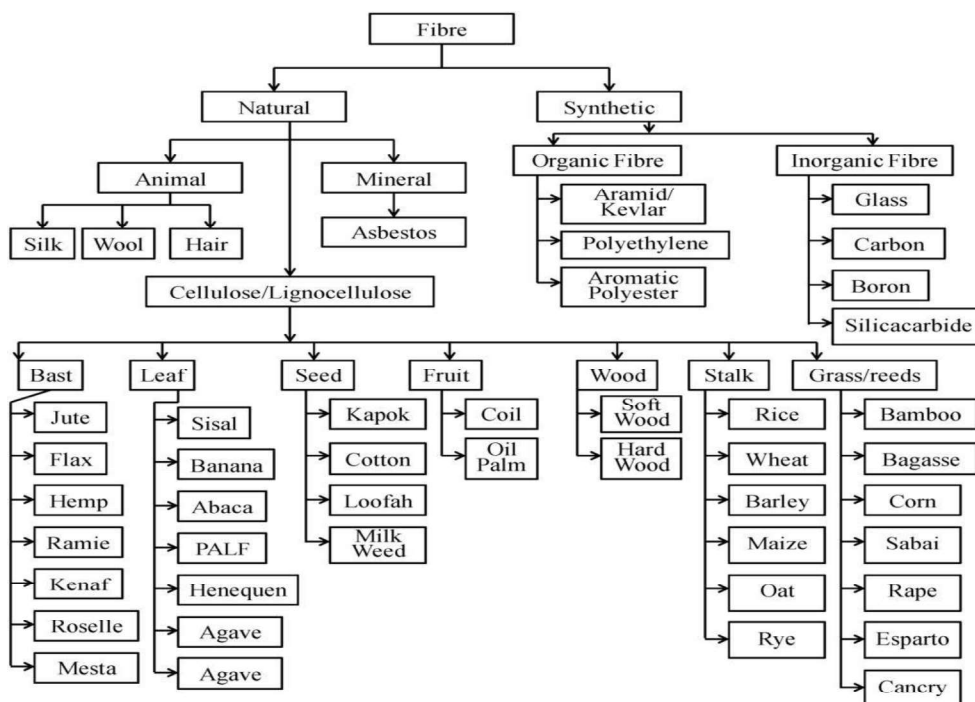 Fibre
Natural
Synthetic
Animal
Mineral
Organic Fibre
Inorganic Fibre
Silk
Wool
Hair
Asbestos
Aramid/
Kevlar
Polyethylene
Aromatic
Polyester
Glass
Carbon
Boron
Silicacarbide
Cellulose/Lignocellulose
Bast
Leaf
Seed
Fruit
Wood
Stalk
Grass/reeds
Jute
Flax
Hemp
Ramie
Kenaf
Roselle
Mesta
Sisal
Banana
Abaca
PALF
Henequen
Agave
Agave
Kapok
Cotton
Loofah
Milk
Weed
Coil
Oil
Palm
Soft
Wood
Hard
Wood
Rice
Wheat
Barley
Maize
Oat
Rye
Bamboo
Bagasse
Corn
Sabai
Rape
Esparto
Cancry